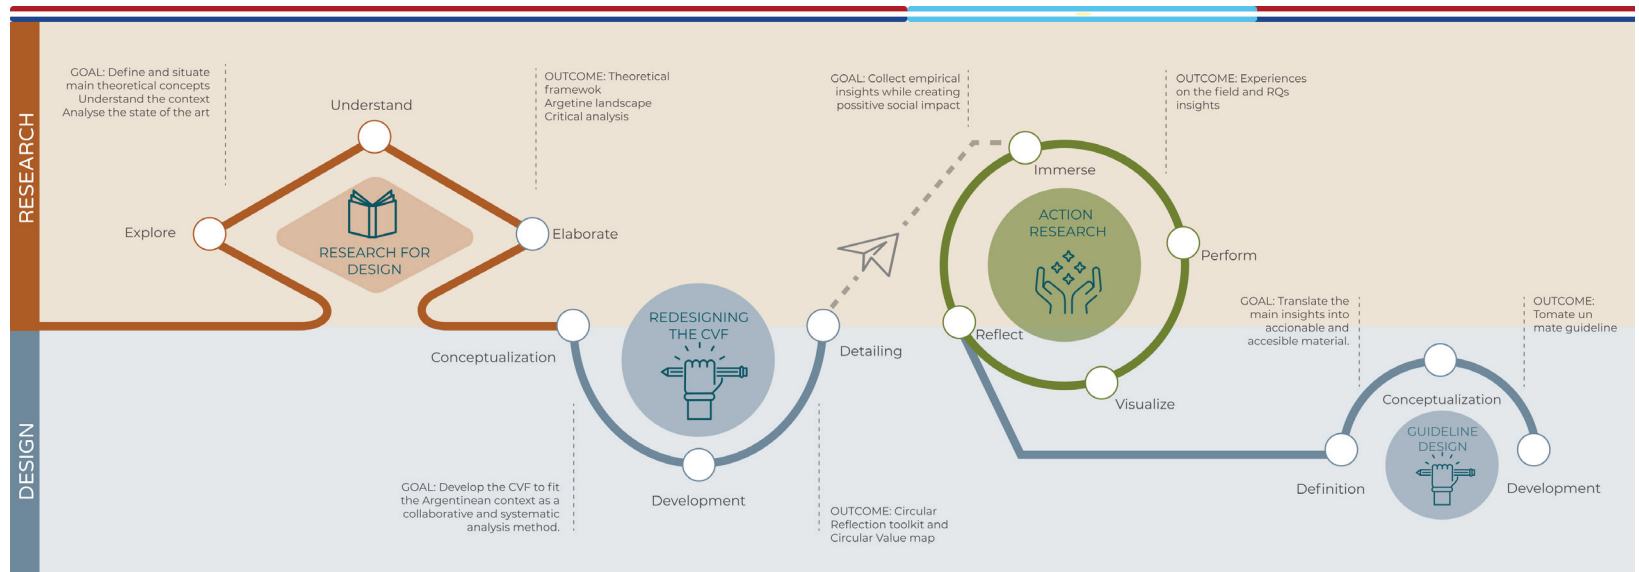 RESEARCH
DESIGN
GOAL: Define and situate
main theoretical concepts
Understand the context
Analyse the state of the art
Understand
OUTCOME: Theoretical
framewok
Argetine landscape
Critical analysis
Explore
RESEARCH FOR
DESIGN
Elaborate
Conceptualization
REDESIGNING
THE CVF
Detailing
Development
GOAL: Develop the CVF to fit
the Argentinean context as a
collaborative and systematic
analysis method.
OUTCOME: Circular
Reflection toolkit and
Circular Value map
GOAL: Collect empirical
insights while creating
possitive social impact
OUTCOME: Experiences
on the field and RQs
insights
Immerse
ACTION
RESEARCH
Perform
Reflect
Visualize
GOAL: Translate the
main insights into
accionable and
accesible material.
OUTCOME:
Tomate un
mate guideline
Conceptualization
GUIDELINE
DESIGN
Definition
Development